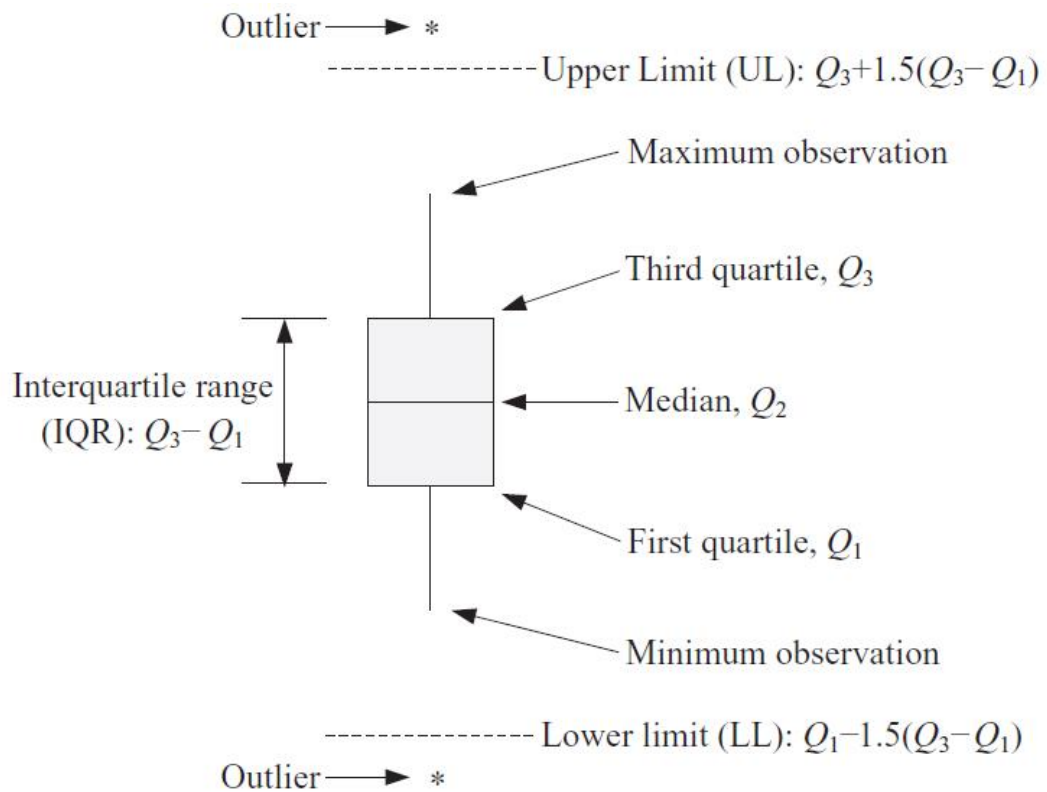 Outlier *
Upper Limit (UL): Q₃+1.5(Q₃− Q₁)
Maximum observation
Third quartile, Q₃
Interquartile range
(IQR): Q₃− Q₁
Median, Q₂
First quartile, Q₁
Minimum observation
Lower limit (LL): Q₁−1.5(Q₃− Q₁)
Outlier *